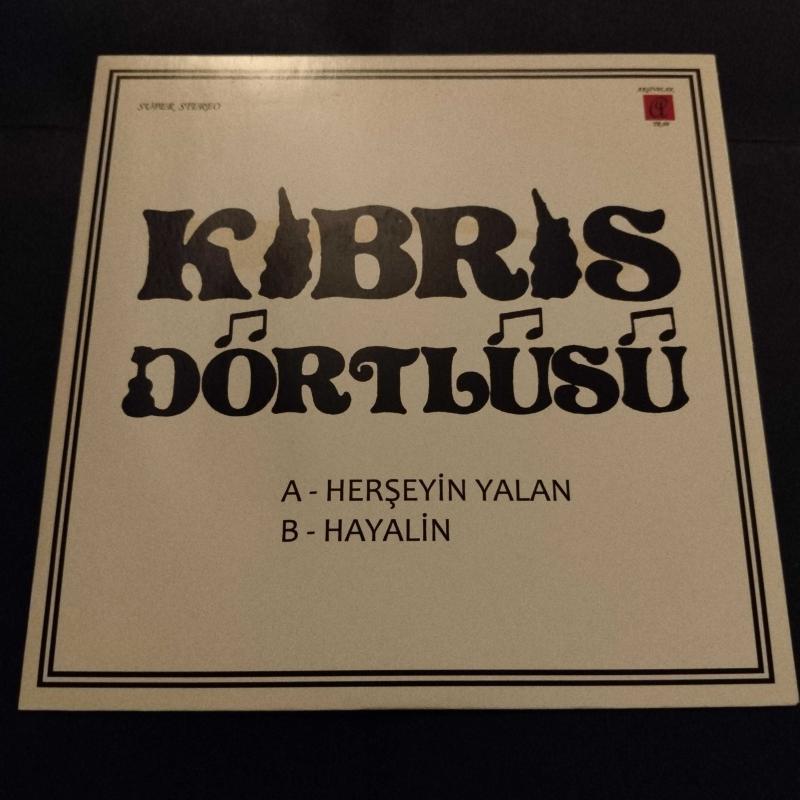 SUPER STEREO
KIBRIS
DÖRTLÜSÜ
A - HERŞEYİN YALAN
B - HAYALİN